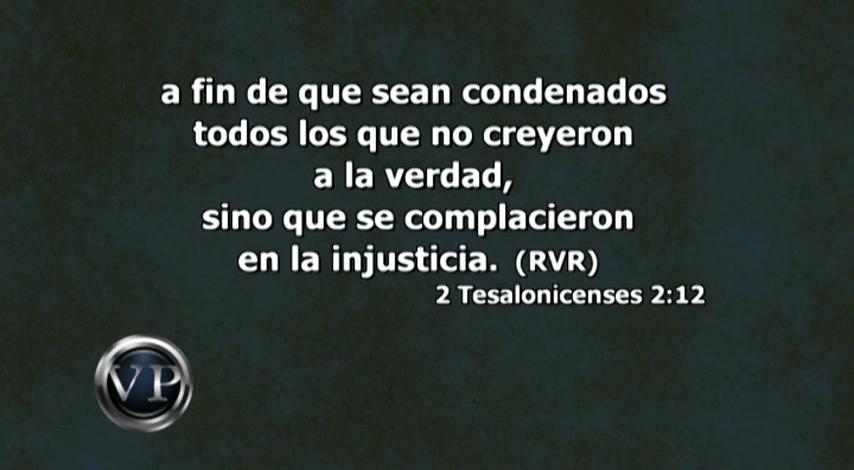 a fin de que sean condenados
todos los que no creyeron
a la verdad,
sino que se complacieron
en la injusticia. (RVR)
2 Tesalonicenses 2:12
VP